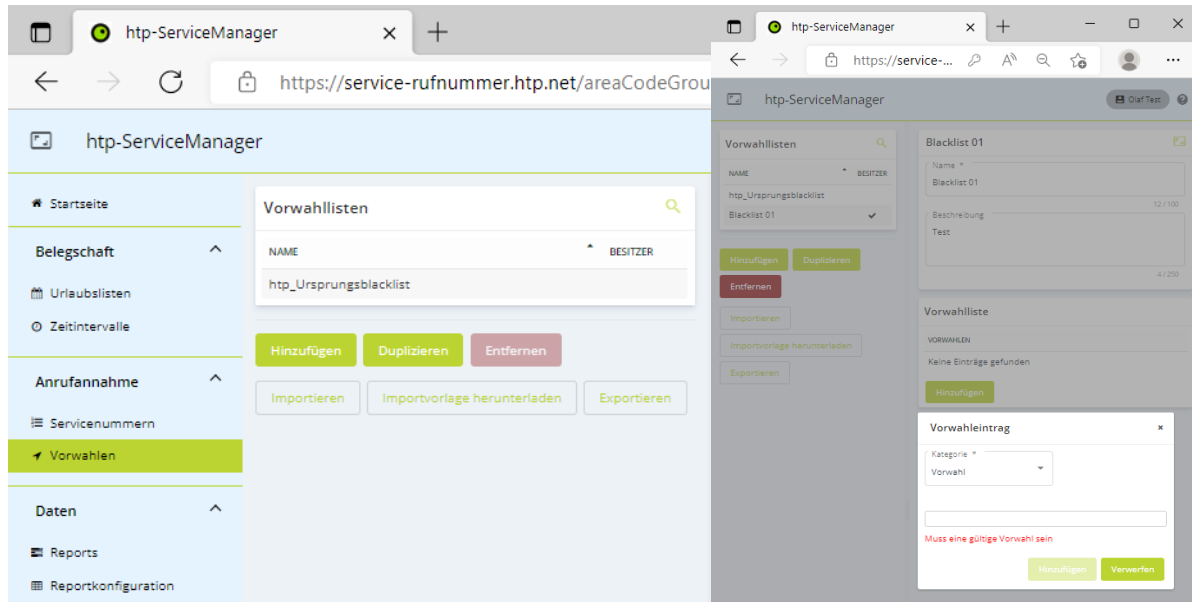 htp-ServiceManager
https://service-rufnummer.htp.net/areaCodeGrou
htp-ServiceManager
Startseite
Belegschaft
Urlaubslisten
Zeitintervalle
Anrufannahme
Servicenummern
Vorwahlen
Daten
Reports
Reportkonfiguration
Vorwahllisten
NAME BESITZER
htp_Ursprungsblacklist
Hinzufügen Duplizieren Entfernen
Importieren Importvorlage herunterladen Exportieren
htp-ServiceManager
https://service-...
htp-ServiceManager
Olaf Test
Vorwahllisten
NAME BESITZER
htp_Ursprungsblacklist
Blacklist 01
Hinzufügen Duplizieren
Entfernen
Importieren
Importvorlage herunterladen
Exportieren
Blacklist 01
Name *
Blacklist 01
12 / 100
Beschreibung
Test
4 / 250
Vorwahlliste
VORWAHLEN
Keine Einträge gefunden
Hinzufügen
Vorwahleintrag
Kategorie *
Vorwahl
Muss eine gültige Vorwahl sein
Hinzufügen Verwerfen